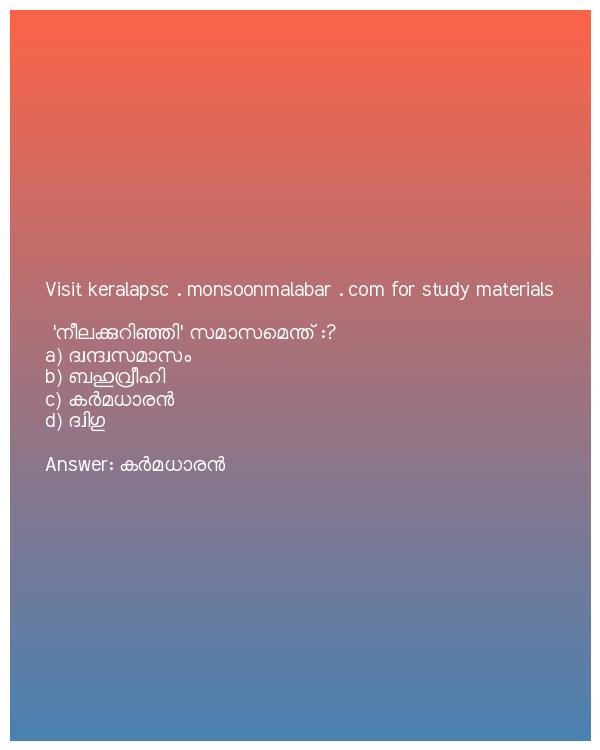 Visit keralapsc . monsoonmalabar . com for study materials
'നീലക്കുറിഞ്ഞി' സമാസമെന്ത് :?
a) ദ്വന്ദ്വസമാസം
b) ബഹുവ്രീഹി
c) കർമധാരൻ
d) ദ്വിഗു
Answer: കർമധാരൻ